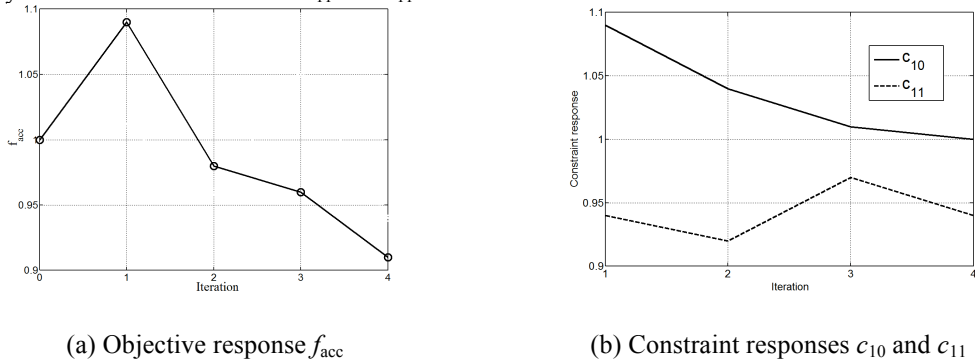 1.1
1.05
1
0.95
0.9
f_acc
0 1 2 3 4
Iteration
(a) Objective response f_acc
1.1
1.05
1
0.95
0.9
Constraint response
c_10
c_11
1 2 3 4
Iteration
(b) Constraint responses c_10 and c_11